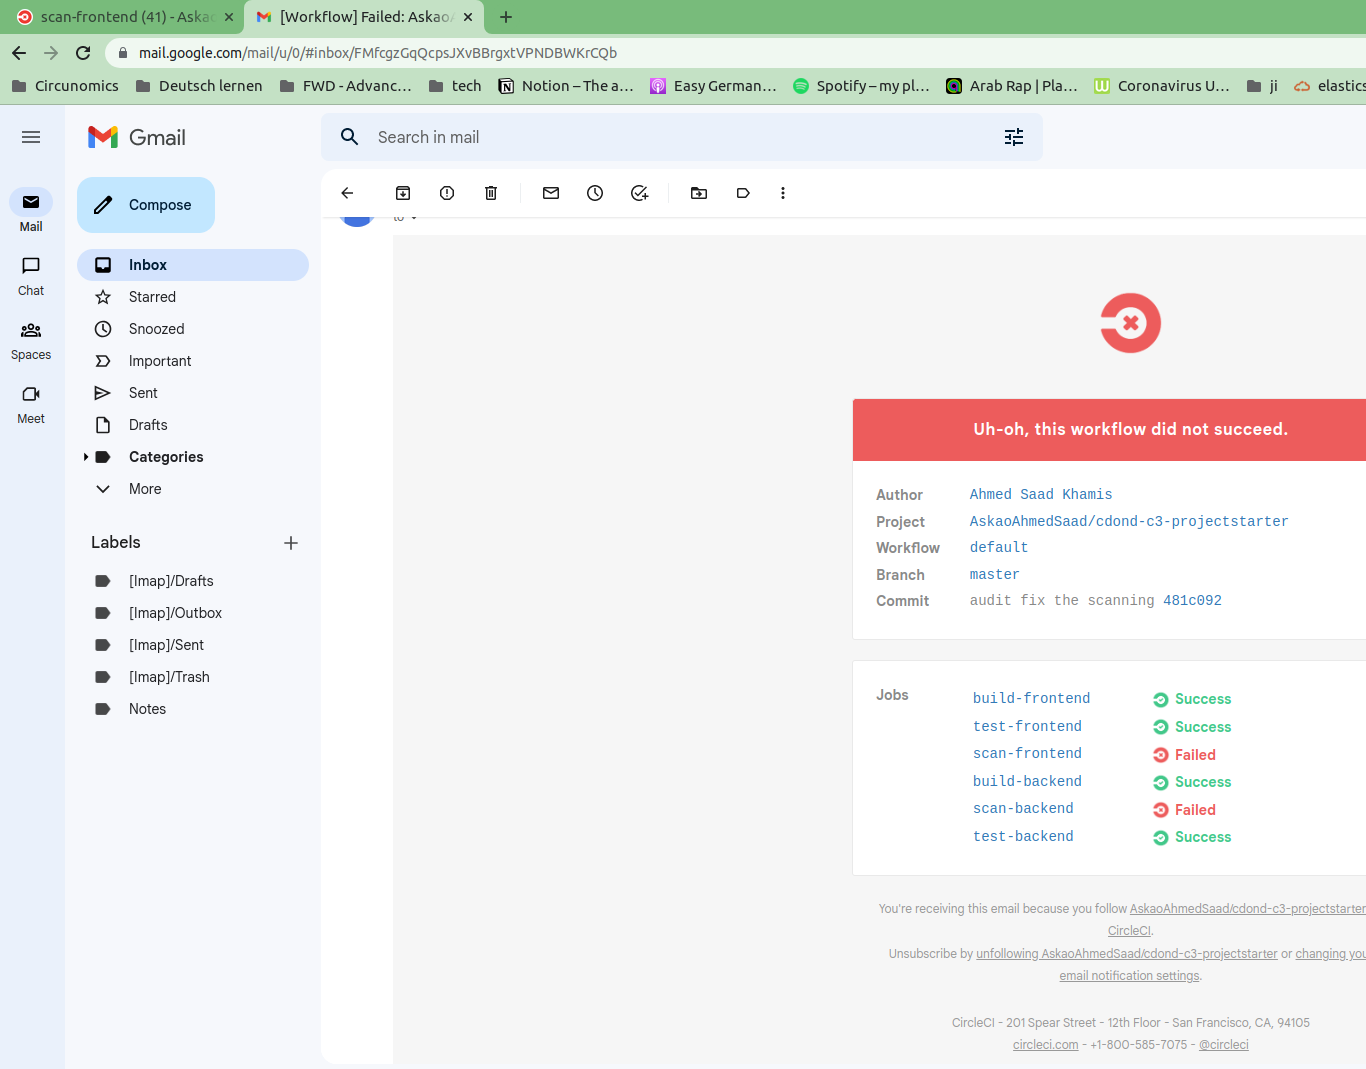 scan-frontend (41) - Aska
[Workflow] Failed: Askao
mail.google.com/mail/u/0/#inbox/FMfcgzGqQcpsJXvBBrgxtVPNDBWKrCQb
Circunomics
Deutsch lernen
FWD - Advanc...
tech
Notion – The a...
Easy German...
Spotify – my pl...
Arab Rap | Pla...
Coronavirus U...
ji
elastics
Gmail
Search in mail
Compose
Mail
Chat
Spaces
Meet
Inbox
Starred
Snoozed
Important
Sent
Drafts
Categories
More
Labels
[Imap]/Drafts
[Imap]/Outbox
[Imap]/Sent
[Imap]/Trash
Notes
to
Uh-oh, this workflow did not succeed.
Author Ahmed Saad Khamis
Project AskaoAhmedSaad/cdond-c3-projectstarter
Workflow default
Branch master
Commit audit fix the scanning 481c092
Jobs
build-frontend Success
test-frontend Success
scan-frontend Failed
build-backend Success
scan-backend Failed
test-backend Success
You're receiving this email because you follow AskaoAhmedSaad/cdond-c3-projectstarter
CircleCI.
Unsubscribe by unfollowing AskaoAhmedSaad/cdond-c3-projectstarter or changing you
email notification settings.
CircleCI - 201 Spear Street - 12th Floor - San Francisco, CA, 94105
circleci.com - +1-800-585-7075 - @circleci